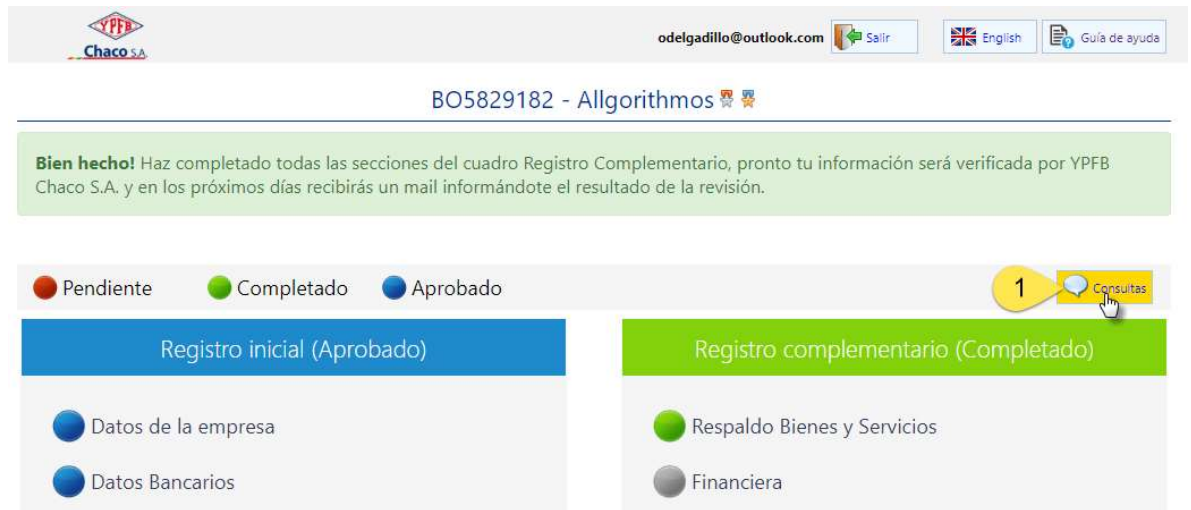 YPFB
Chaco S.A.
odelgadillo@outlook.com Salir English Guía de ayuda
BO5829182 - Allgorithmos
Bien hecho! Haz completado todas las secciones del cuadro Registro Complementario, pronto tu información será verificada por YPFB
Chaco S.A. y en los próximos días recibirás un mail informándote el resultado de la revisión.
Pendiente Completado Aprobado 1 Consultas
Registro inicial (Aprobado) Registro complementario (Completado)
Datos de la empresa Respaldo Bienes y Servicios
Datos Bancarios Financiera